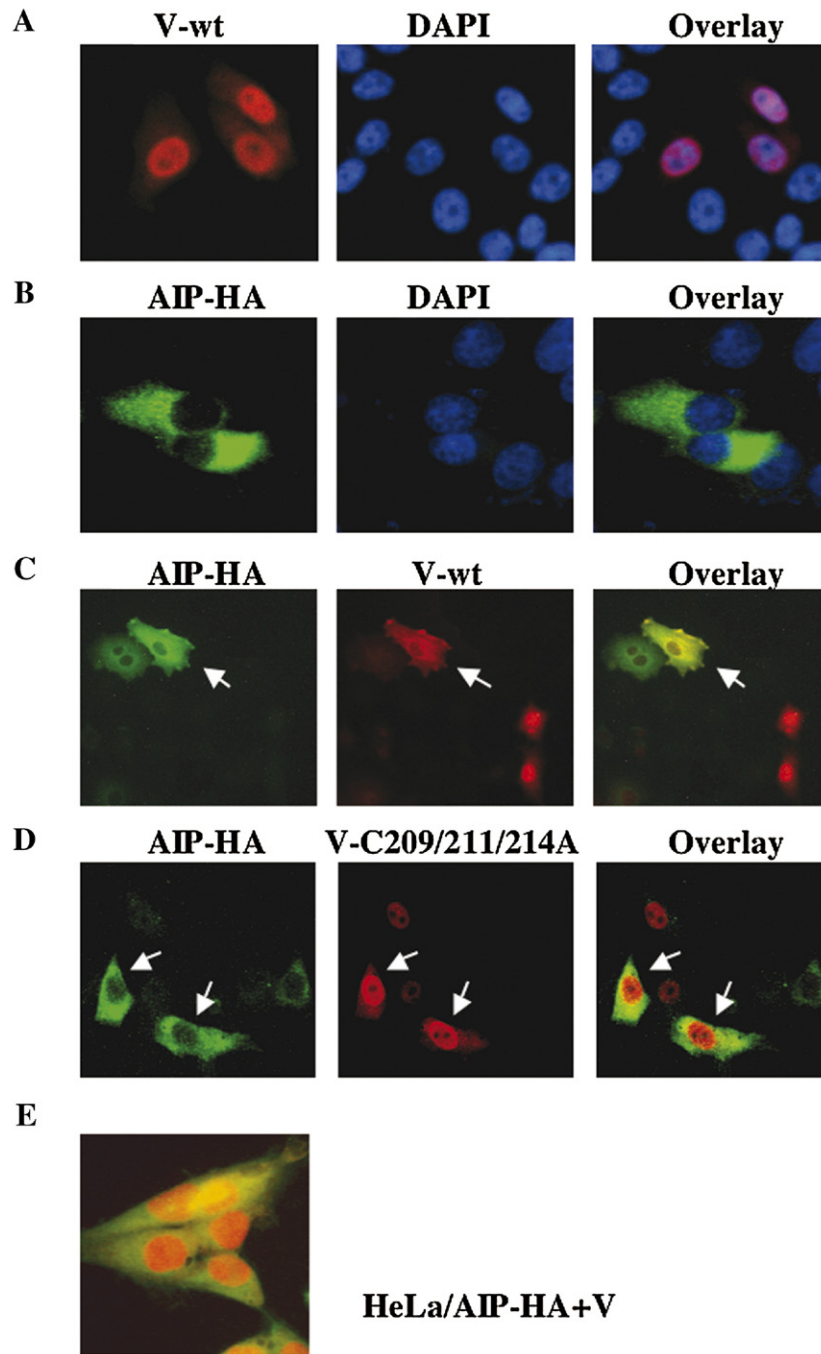 A
V-wt DAPI Overlay
B
AIP-HA DAPI Overlay
C
AIP-HA V-wt Overlay
D
AIP-HA V-C209/211/214A Overlay
E
HeLa/AIP-HA+V